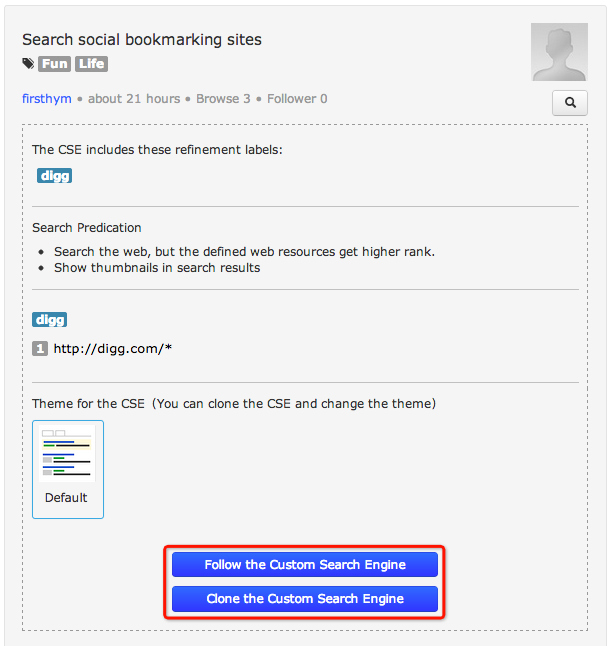 Search social bookmarking sites
Fun Life
firsthym • about 21 hours • Browse 3 • Follower 0
The CSE includes these refinement labels:
digg
Search Predication
• Search the web, but the defined web resources get higher rank.
• Show thumbnails in search results
digg
1 http://digg.com/*
Theme for the CSE (You can clone the CSE and change the theme)
Default
Follow the Custom Search Engine
Clone the Custom Search Engine